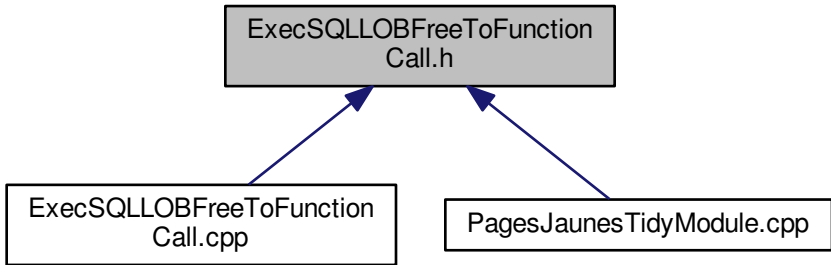 ExecSQLLOBFreeToFunction
Call.h
ExecSQLLOBFreeToFunction
Call.cpp
PagesJaunesTidyModule.cpp